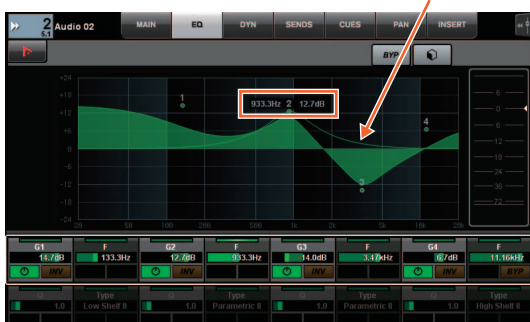 2 Audio 02 MAIN EQ DYN SENDS CUES PAN INSERT
5.1
BYP
+24
+18 1
933.3Hz 2 12.7dB 6
+12 0
4
+6 6
0 12
-6 18
-12 3 24
-18 36
-24 72
20 50 100 200 500 1k 2k 5k 10k 20k
G1 F G2 F G3 F G4 F
14.7dB 133.3Hz 12.7dB 933.3Hz 14.0dB 3.47kHz 6.7dB 11.16kHz
INV INV INV BYP
Q Type Q Type Q Type Q Type
1.0 Low Shelf II 1.0 Parametric II 1.0 Parametric II 1.0 High Shelf II